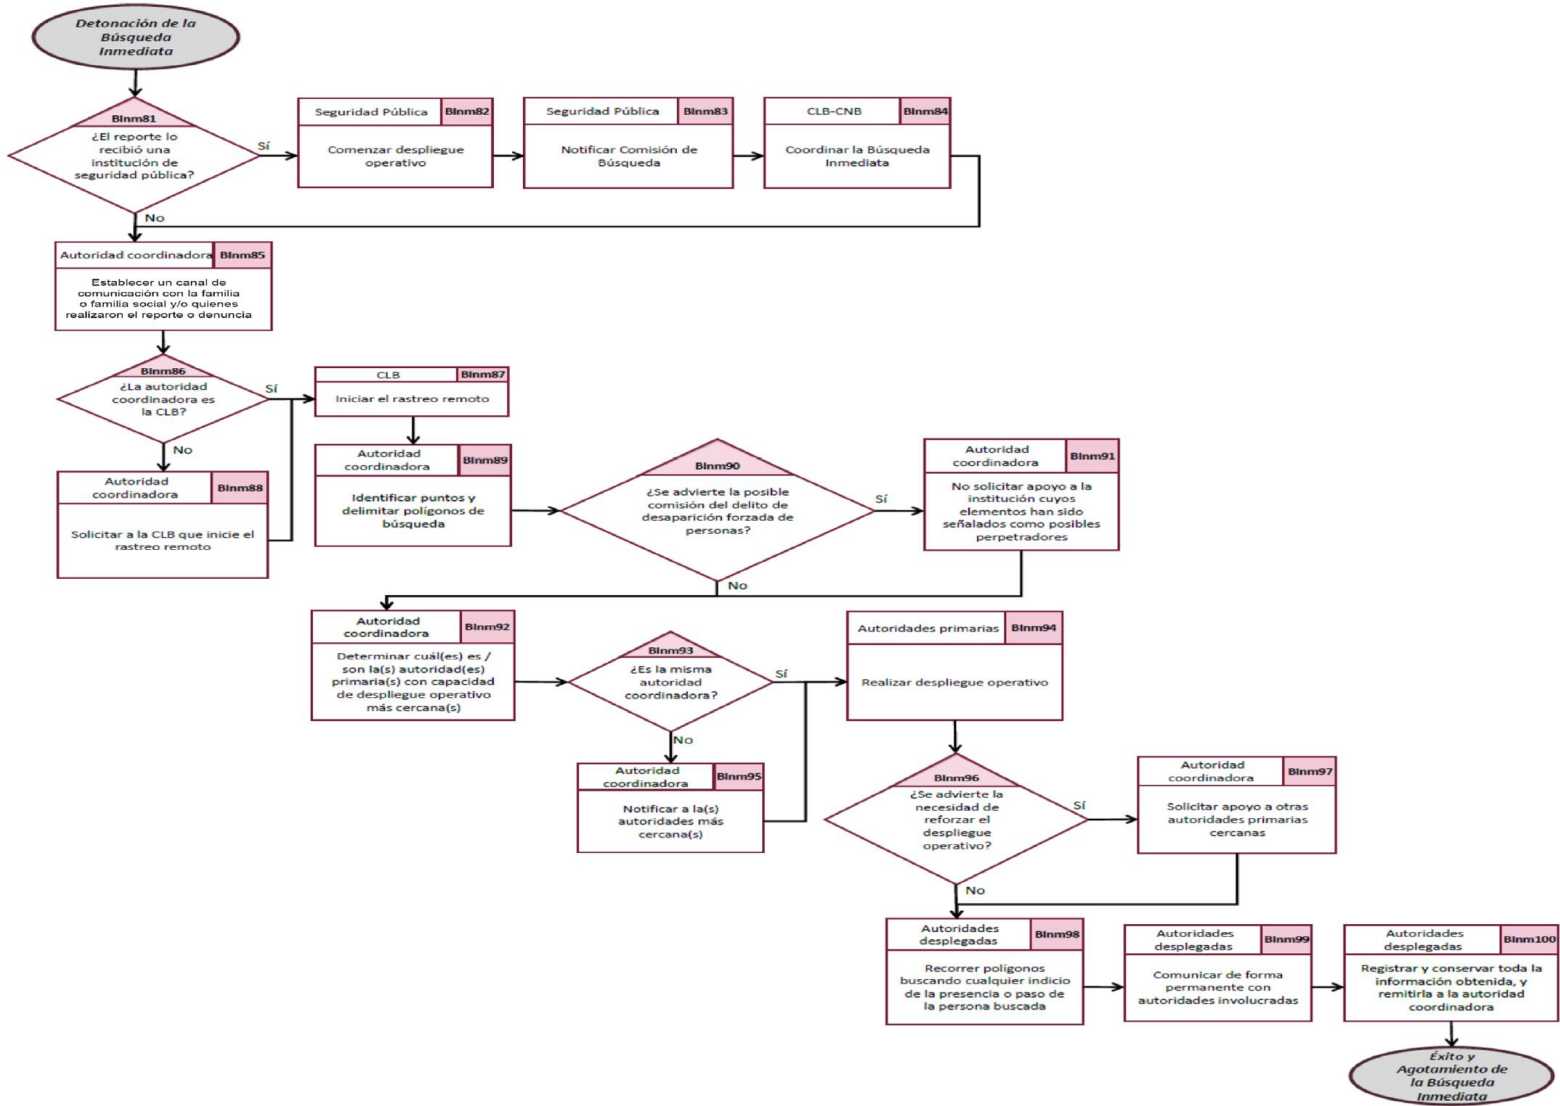 Detonación de la
Búsqueda
Inmediata
BInm81
¿El reporte lo
recibió una
institución de
seguridad pública?
Sí
No
Seguridad Pública
BInm82
Comenzar despliegue
operativo
Seguridad Pública
BInm83
Notificar Comisión de
Búsqueda
CLB-CNB
BInm84
Coordinar la Búsqueda
Inmediata
Autoridad coordinadora
BInm85
Establecer un canal de
comunicación con la familia
o familia social y/o quienes
realizaron el reporte o denuncia
BInm86
¿La autoridad
coordinadora es
la CLB?
Sí
No
CLB
BInm87
Iniciar el rastreo remoto
Autoridad
coordinadora
BInm88
Solicitar a la CLB que inicie el
rastreo remoto
Autoridad
coordinadora
BInm89
Identificar puntos y
delimitar polígonos de
búsqueda
BInm90
¿Se advierte la posible
comisión del delito de
desaparición forzada de
personas?
Sí
No
Autoridad
coordinadora
BInm91
No solicitar apoyo a la
institución cuyos
elementos han sido
señalados como posibles
perpetradores
Autoridad
coordinadora
BInm92
Determinar cuál(es) es /
son la(s) autoridad(es)
primaria(s) con capacidad
de despliegue operativo
más cercana(s)
BInm93
¿Es la misma
autoridad
coordinadora?
Sí
No
Autoridades primarias
BInm94
Realizar despliegue operativo
Autoridad
coordinadora
BInm95
Notificar a la(s)
autoridades más
cercana(s)
BInm96
¿Se advierte la
necesidad de
reforzar el
despliegue
operativo?
Sí
No
Autoridad
coordinadora
BInm97
Solicitar apoyo a otras
autoridades primarias
cercanas
Autoridades
desplegadas
BInm98
Recorrer polígonos
buscando cualquier indicio
de la presencia o paso de
la persona buscada
Autoridades
desplegadas
BInm99
Comunicar de forma
permanente con
autoridades involucradas
Autoridades
desplegadas
BInm100
Registrar y conservar toda la
información obtenida, y
remitirla a la autoridad
coordinadora
Éxito y
Agotamiento de
la Búsqueda
Inmediata